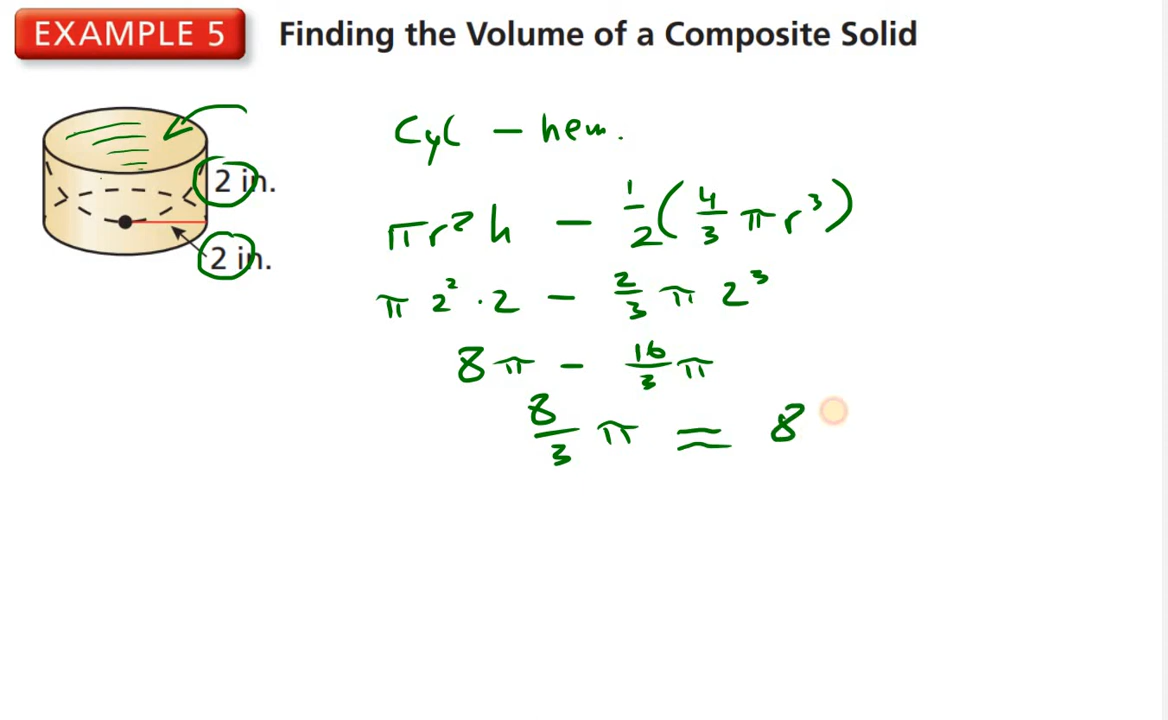 EXAMPLE 5 Finding the Volume of a Composite Solid
Cyl – hem.
2 in.
πr²h – 1/2(4/3 πr³)
2 in.
π 2² · 2 – 2/3 π 2³
8π – 16/3 π
8/3 π ≈ 8